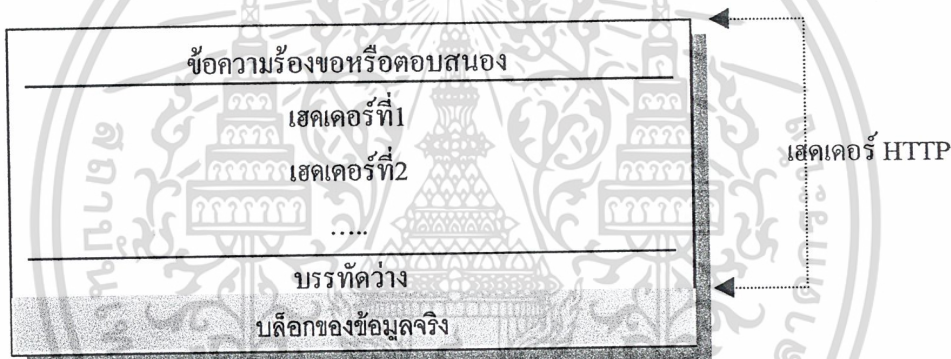 ข้อความร้องขอหรือตอบสนอง
เฮดเดอร์ที่1
เฮดเดอร์ที่2
.....
บรรทัดว่าง
บล็อกของข้อมูลจริง
เฮดเดอร์ HTTP